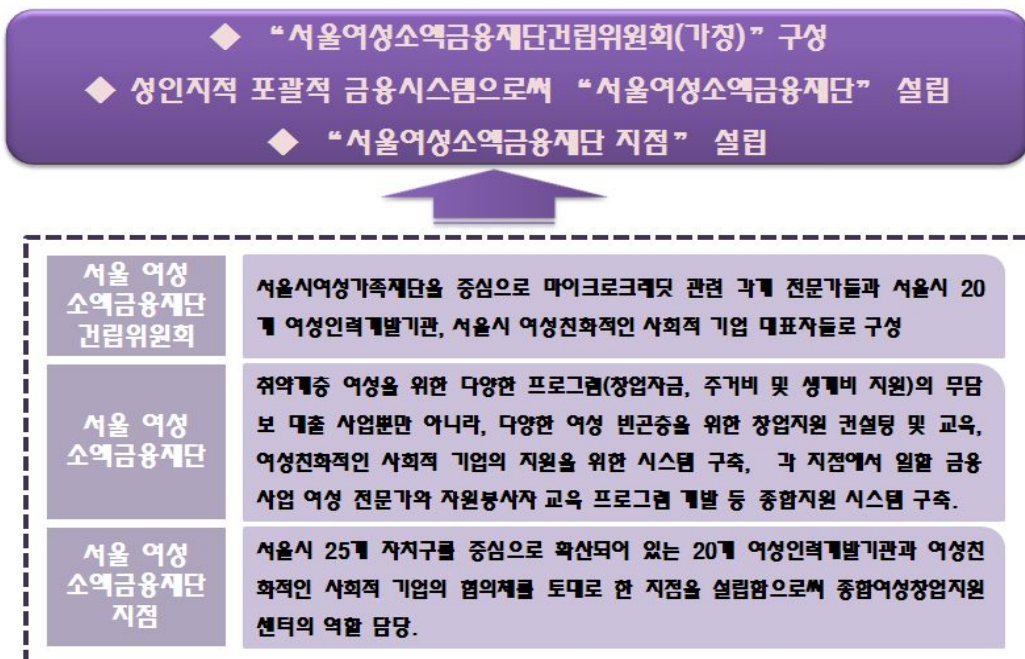 ◆ “서울여성소액금융재단건립위원회(가칭)” 구성
◆ 성인지적 포괄적 금융시스템으로써 “서울여성소액금융재단” 설립
◆ “서울여성소액금융재단 지점” 설립
서울 여성
소액금융재단
건립위원회
서울시여성가족재단을 중심으로 마이크로크레딧 관련 각계 전문가들과 서울시 20
개 여성인력개발기관, 서울시 여성친화적인 사회적 기업 대표자들로 구성
서울 여성
소액금융재단
취약계층 여성을 위한 다양한 프로그램(창업자금, 주거비 및 생계비 지원)의 무담
보 대출 사업뿐만 아니라, 다양한 여성 빈곤층을 위한 창업지원 컨설팅 및 교육,
여성친화적인 사회적 기업의 지원을 위한 시스템 구축, 각 지점에서 일할 금융
사업 여성 전문가와 자원봉사자 교육 프로그램 개발 등 종합지원 시스템 구축.
서울 여성
소액금융재단
지점
서울시 25개 자치구를 중심으로 확산되어 있는 20개 여성인력개발기관과 여성친
화적인 사회적 기업의 협의체를 토대로 한 지점을 설립함으로써 종합여성창업지원
센터의 역할 담당.